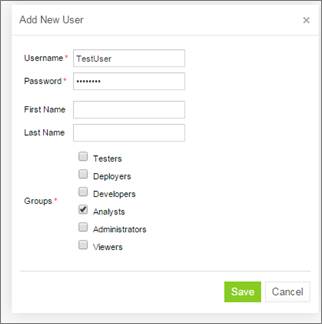 Add New User ×
Username * TestUser
Password * ••••••••
First Name
Last Name
Groups *
Testers
Deployers
Developers
Analysts
Administrators
Viewers
Save Cancel